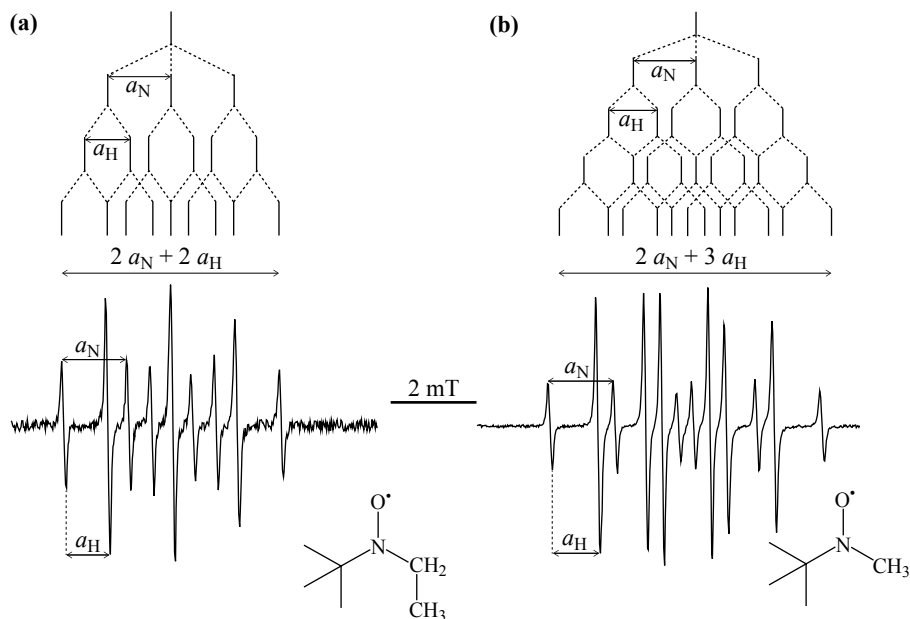 (a)
aN
aH
2 aN + 2 aH
aN
aH
O•
N
CH2
CH3
2 mT
(b)
aN
aH
2 aN + 3 aH
aN
aH
O•
N
CH3